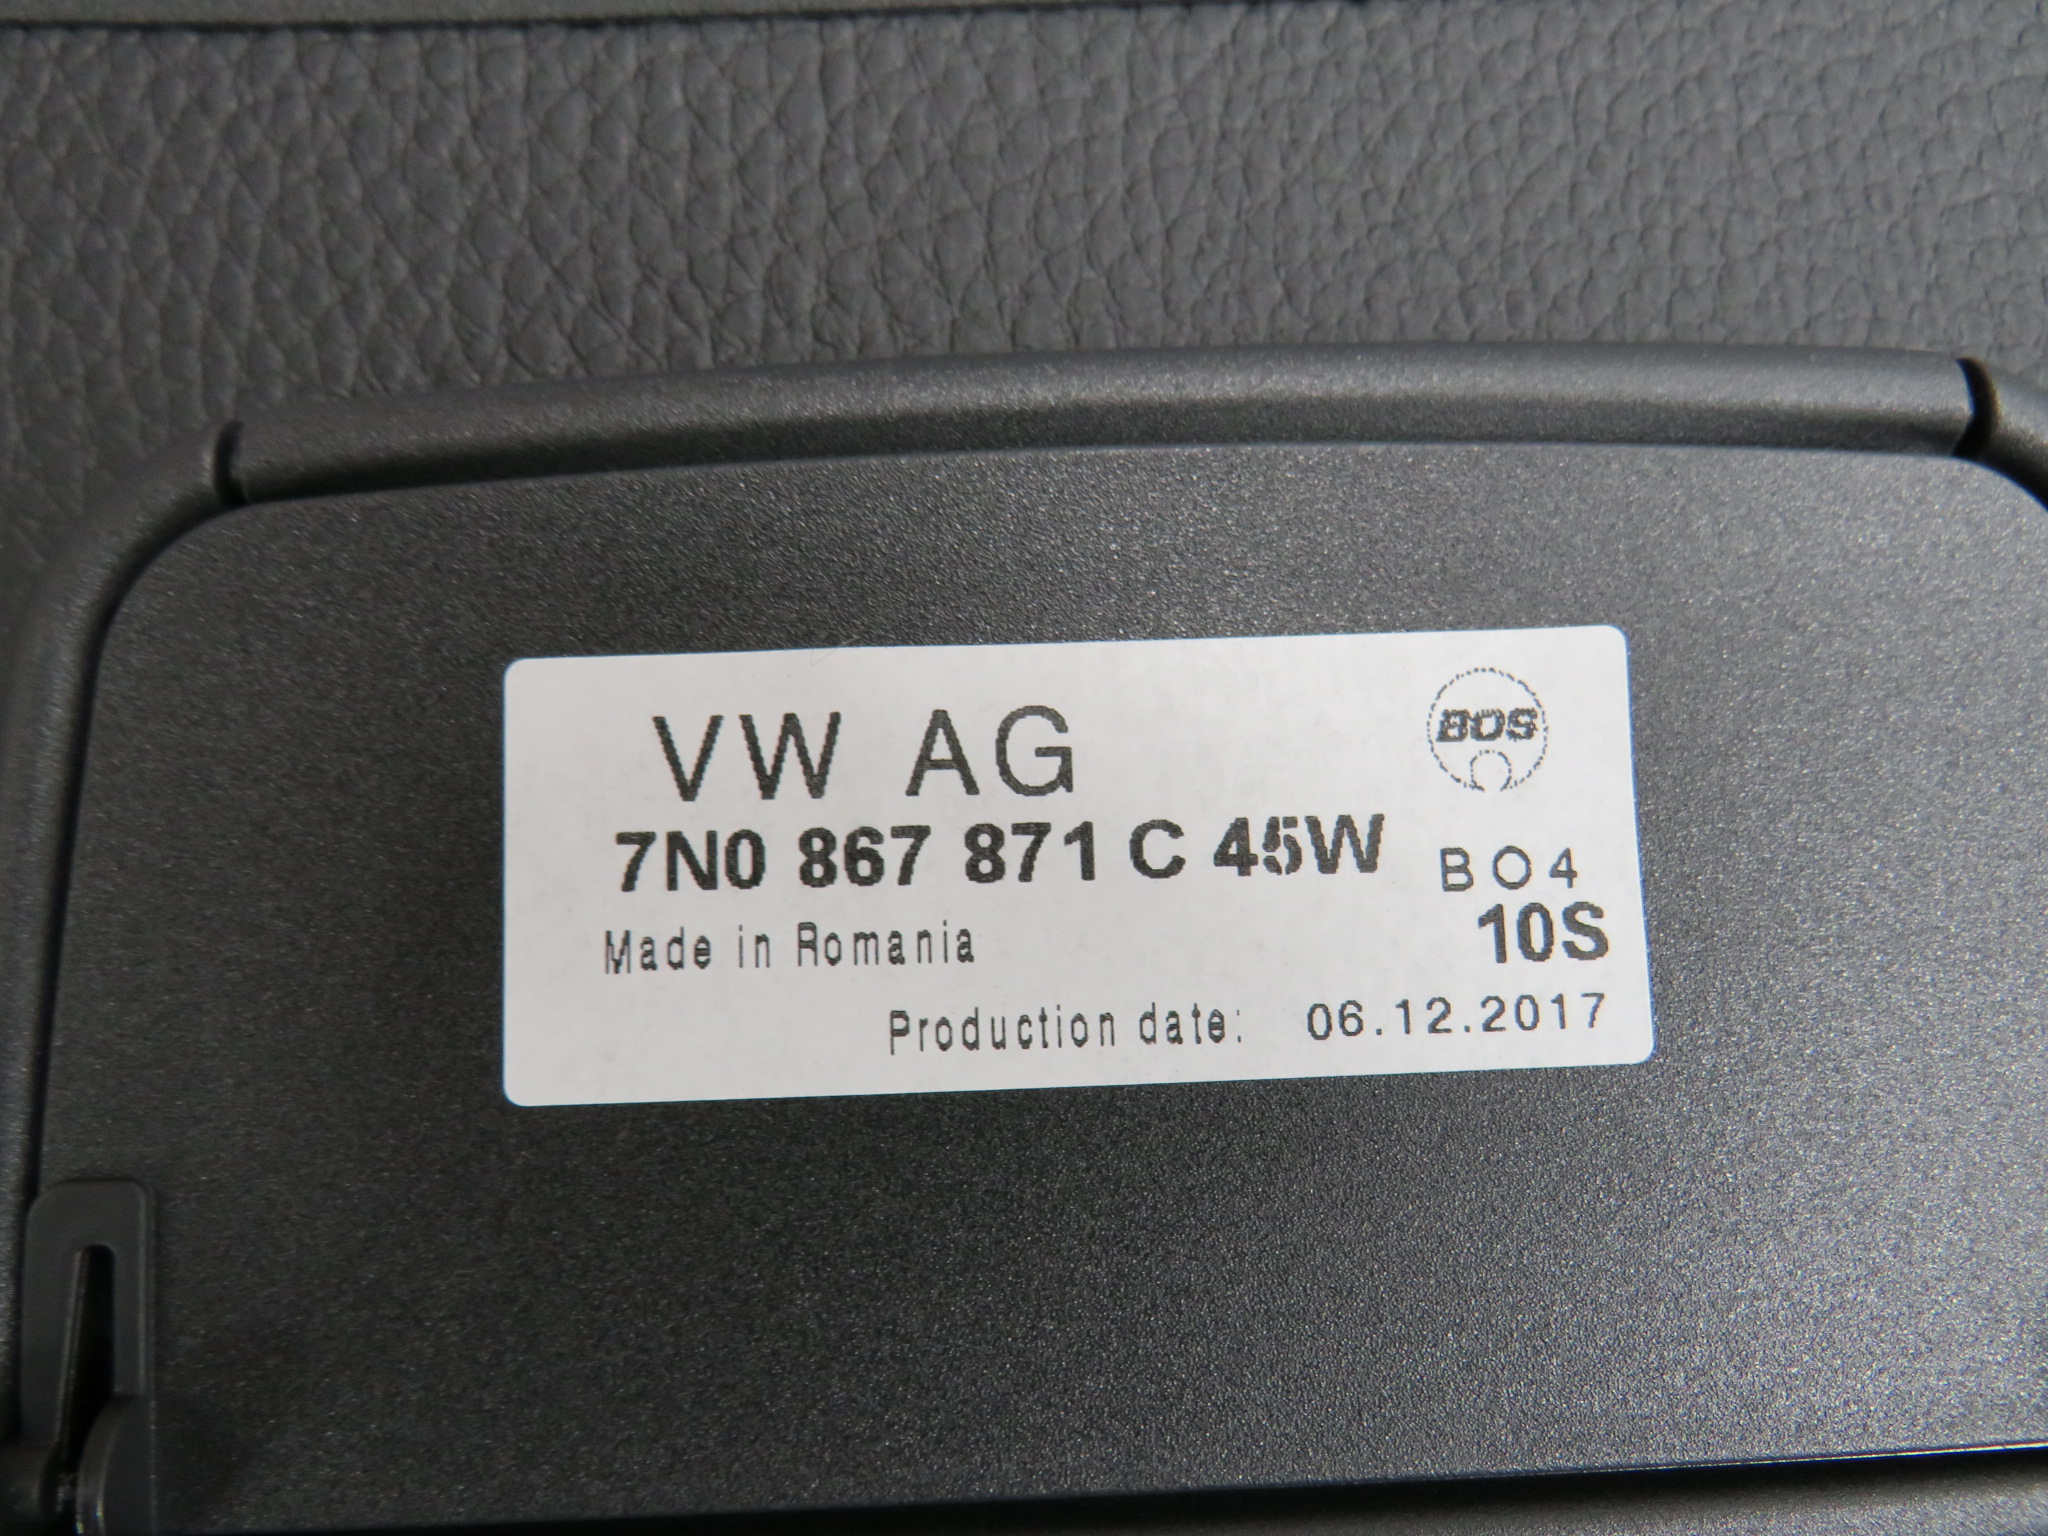 VW AG
BOS
7N0 867 871 C 45W
BO4
10S
Made in Romania
Production date: 06.12.2017